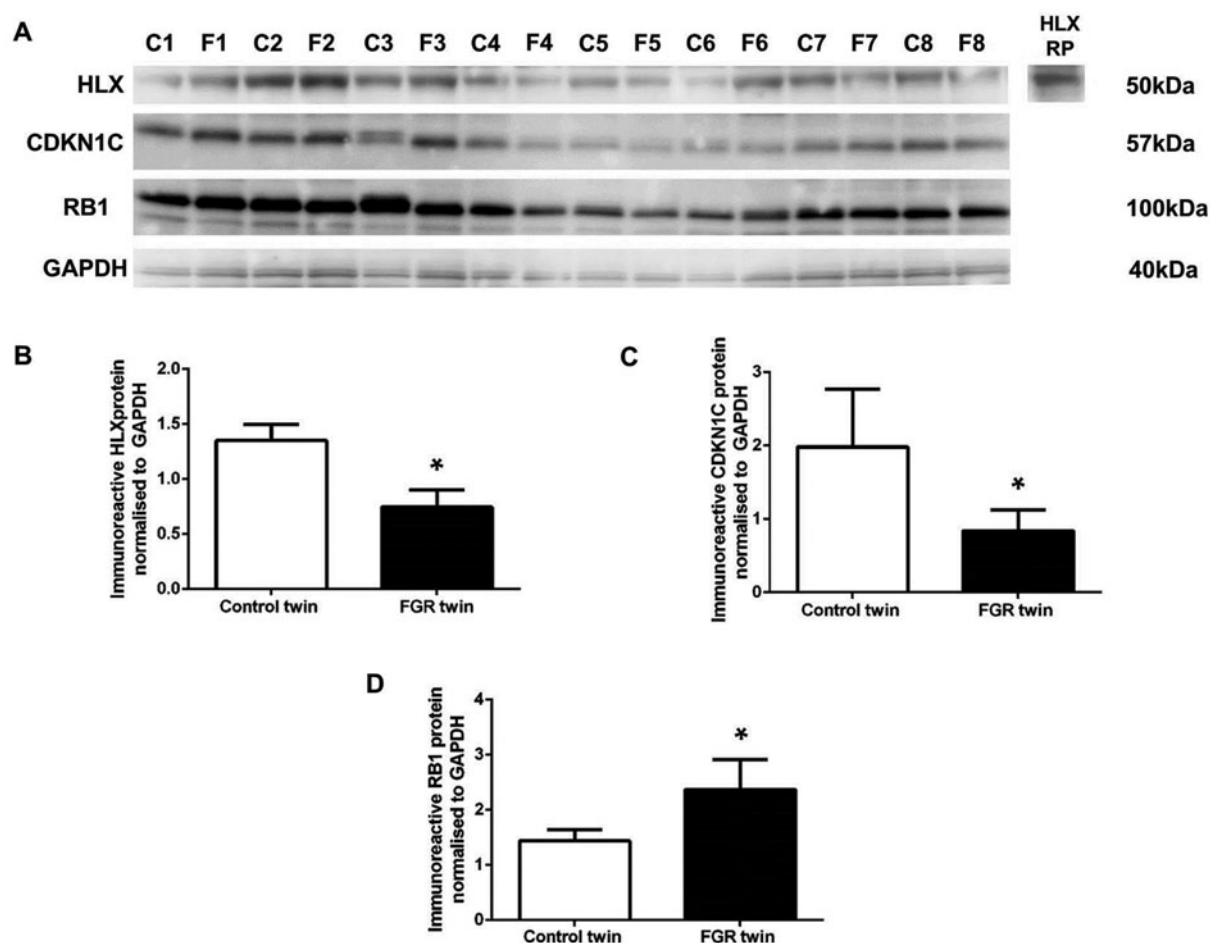 A
C1 F1 C2 F2 C3 F3 C4 F4 C5 F5 C6 F6 C7 F7 C8 F8
HLX
RP
HLX
50kDa
CDKN1C
57kDa
RB1
100kDa
GAPDH
40kDa
B
Immunoreactive HLXprotein
normalised to GAPDH
2.0
1.5
1.0
0.5
0.0
*
Control twin
FGR twin
C
Immunoreactive CDKN1C protein
normalised to GAPDH
3
2
1
0
*
Control twin
FGR twin
D
Immunoreactive RB1 protein
normalised to GAPDH
4
3
2
1
0
*
Control twin
FGR twin